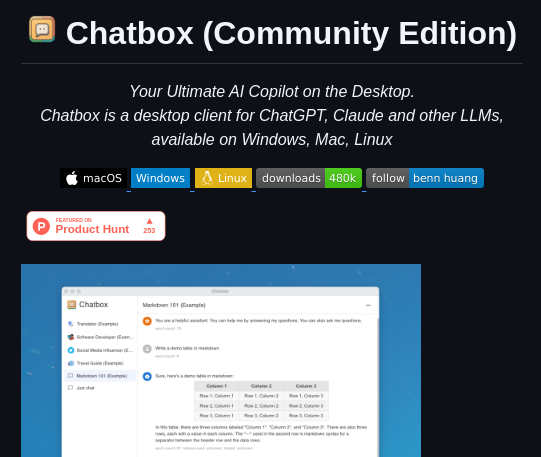 Chatbox (Community Edition)
Your Ultimate AI Copilot on the Desktop.
Chatbox is a desktop client for ChatGPT, Claude and other LLMs,
available on Windows, Mac, Linux
macOS Windows Linux downloads 480k follow benn huang
FEATURED ON
Product Hunt 253
Chatbox
Chatbox
Markdown 101 (Example)
You are a helpful assistant. You can help me by answering my questions. You can also ask me questions.
Translator (Example)
Software Developer (Exam...
Social Media Influencer (E...
Travel Guide (Example)
Markdown 101 (Example)
Just chat
Write a demo table in markdown
Sure, here's a demo table in markdown:
Column 1 Column 2 Column 3
Row 1, Column 1 Row 1, Column 2 Row 1, Column 3
Row 2, Column 1 Row 2, Column 2 Row 2, Column 3
Row 3, Column 1 Row 3, Column 2 Row 3, Column 3
In this table, there are three columns labeled "Column 1", "Column 2", and "Column 3". There are also three
rows, each with a value in each column. The "---" used in the second row is markdown syntax for a
separator between the header row and the data rows.